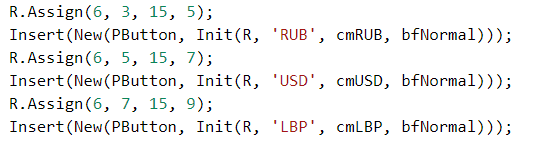 R.Assign(6, 3, 15, 5);
Insert(New(PButton, Init(R, 'RUB', cmRUB, bfNormal)));
R.Assign(6, 5, 15, 7);
Insert(New(PButton, Init(R, 'USD', cmUSD, bfNormal)));
R.Assign(6, 7, 15, 9);
Insert(New(PButton, Init(R, 'LBP', cmLBP, bfNormal)));